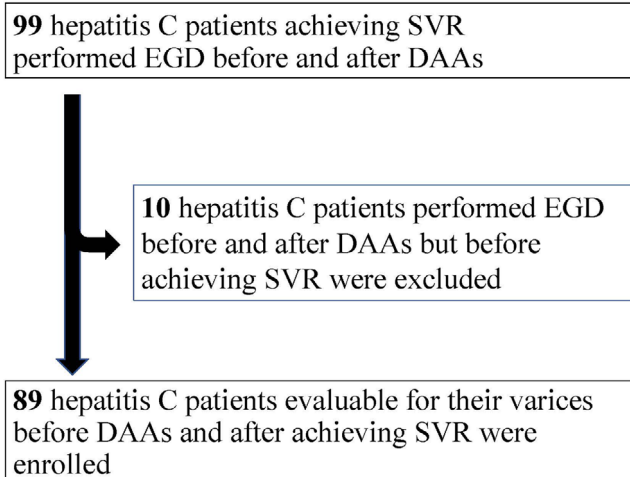 99 hepatitis C patients achieving SVR
performed EGD before and after DAAs
10 hepatitis C patients performed EGD
before and after DAAs but before
achieving SVR were excluded
89 hepatitis C patients evaluable for their varices
before DAAs and after achieving SVR were
enrolled